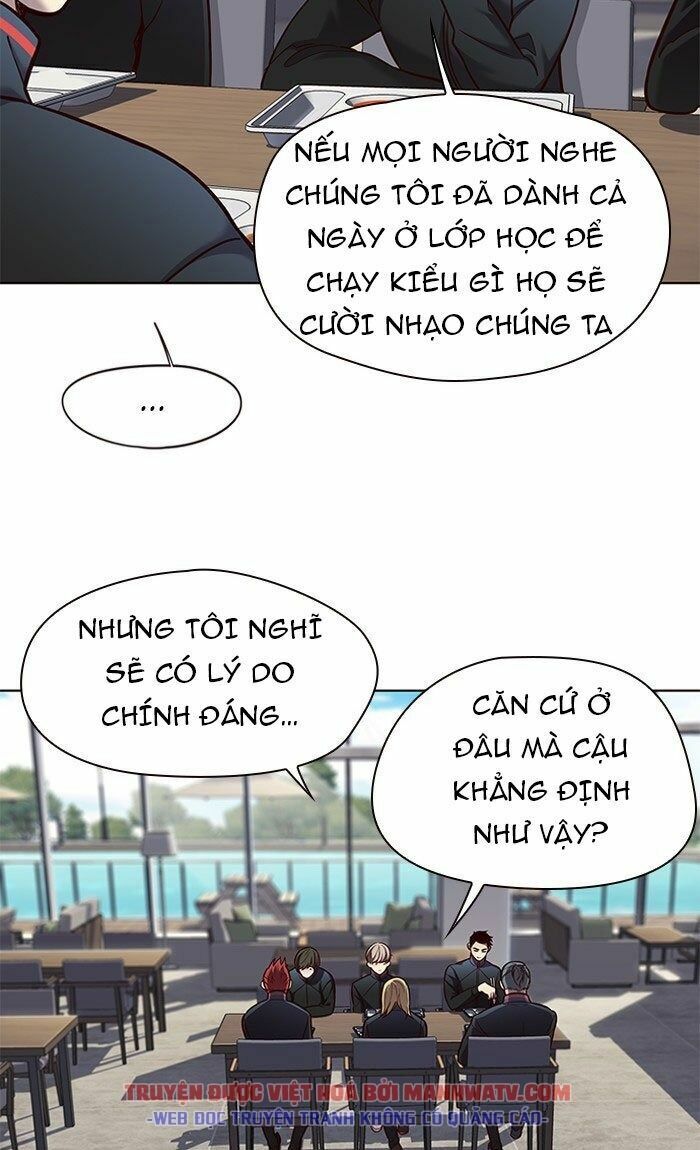 NẾU MỌI NGƯỜI NGHE
CHÚNG TÔI ĐÃ DÀNH CẢ
NGÀY Ở LỚP HỌC ĐỂ
CHẠY KIỂU GÌ HỌ SẼ
CƯỜI NHẠO CHÚNG TA
...
NHƯNG TÔI NGHĨ
SẼ CÓ LÝ DO
CHÍNH ĐÁNG...
CĂN CỨ Ở
ĐÂU MÀ CẬU
KHẲNG ĐỊNH
NHƯ VẬY?
TRUYỆN ĐƯỢC VIỆT HOÁ BỞI MANHWATV.COM
-WEB ĐỌC TRUYỆN TRANH KHÔNG CÓ QUẢNG CÁO-